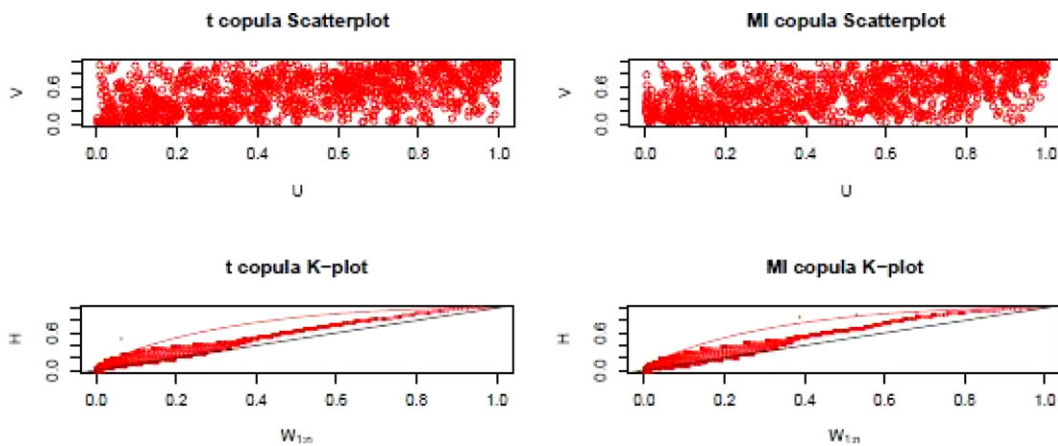 t copula Scatterplot
V
0.0 0.6
0.0 0.2 0.4 0.6 0.8 1.0
U
MI copula Scatterplot
V
0.0 0.6
0.0 0.2 0.4 0.6 0.8 1.0
U
t copula K−plot
H
0.0 0.6
0.0 0.2 0.4 0.6 0.8 1.0
W1:n
MI copula K−plot
H
0.0 0.6
0.0 0.2 0.4 0.6 0.8 1.0
W1:n